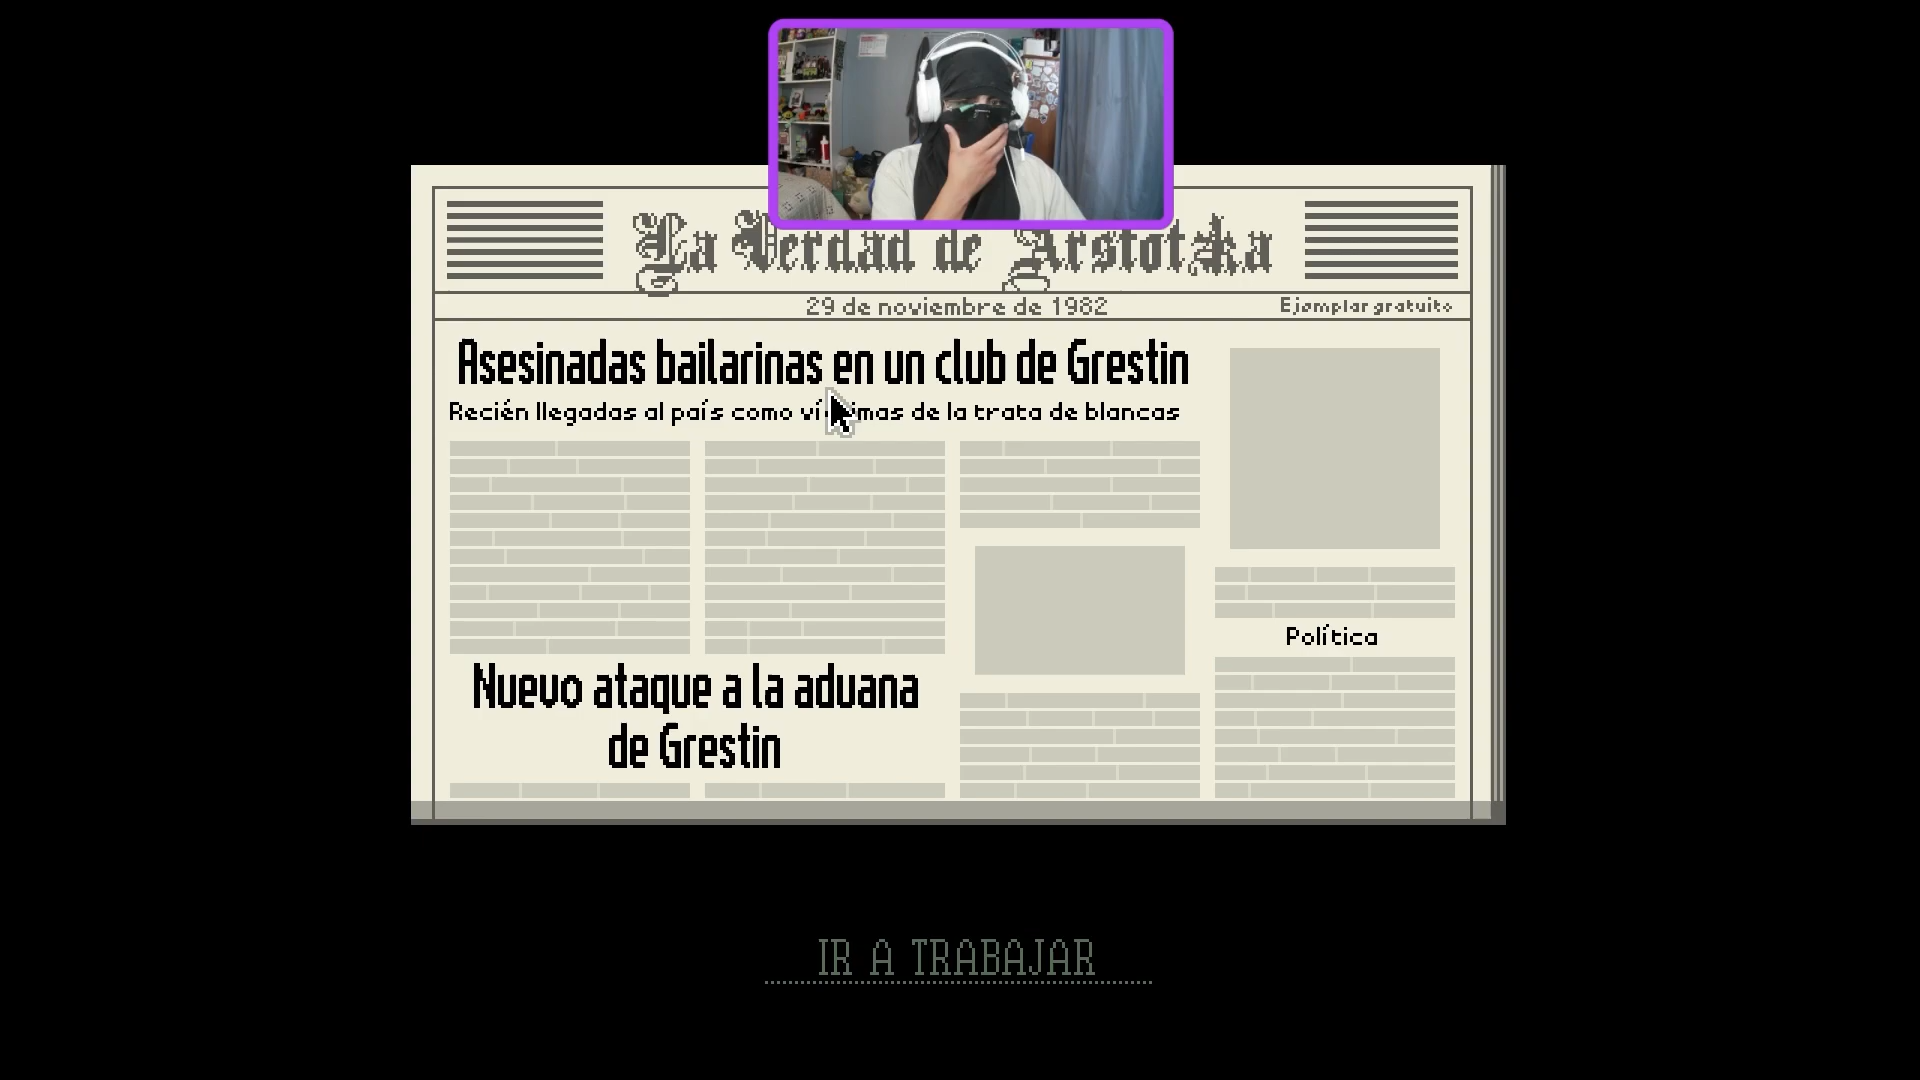 La Verdad de Arstotzka
29 de noviembre de 1982
Ejemplar gratuito
Asesinadas bailarinas en un club de Grestin
Recién llegadas al país como víctimas de la trata de blancas
Nuevo ataque a la aduana
de Grestin
Política
IR A TRABAJAR